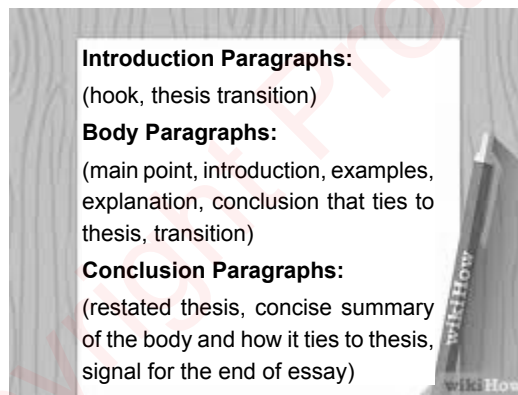 Introduction Paragraphs:
(hook, thesis transition)
Body Paragraphs:
(main point, introduction, examples,
explanation, conclusion that ties to
thesis, transition)
Conclusion Paragraphs:
(restated thesis, concise summary
of the body and how it ties to thesis,
signal for the end of essay)
wikiHow
wikiHow